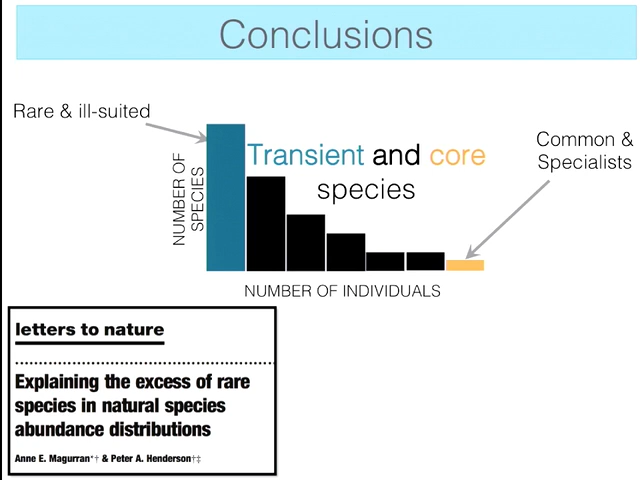 Conclusions
Rare & ill-suited
Transient and core
species
Common &
Specialists
NUMBER OF
SPECIES
NUMBER OF INDIVIDUALS
letters to nature
Explaining the excess of rare
species in natural species
abundance distributions
Anne E. Magurran*† & Peter A. Henderson†‡